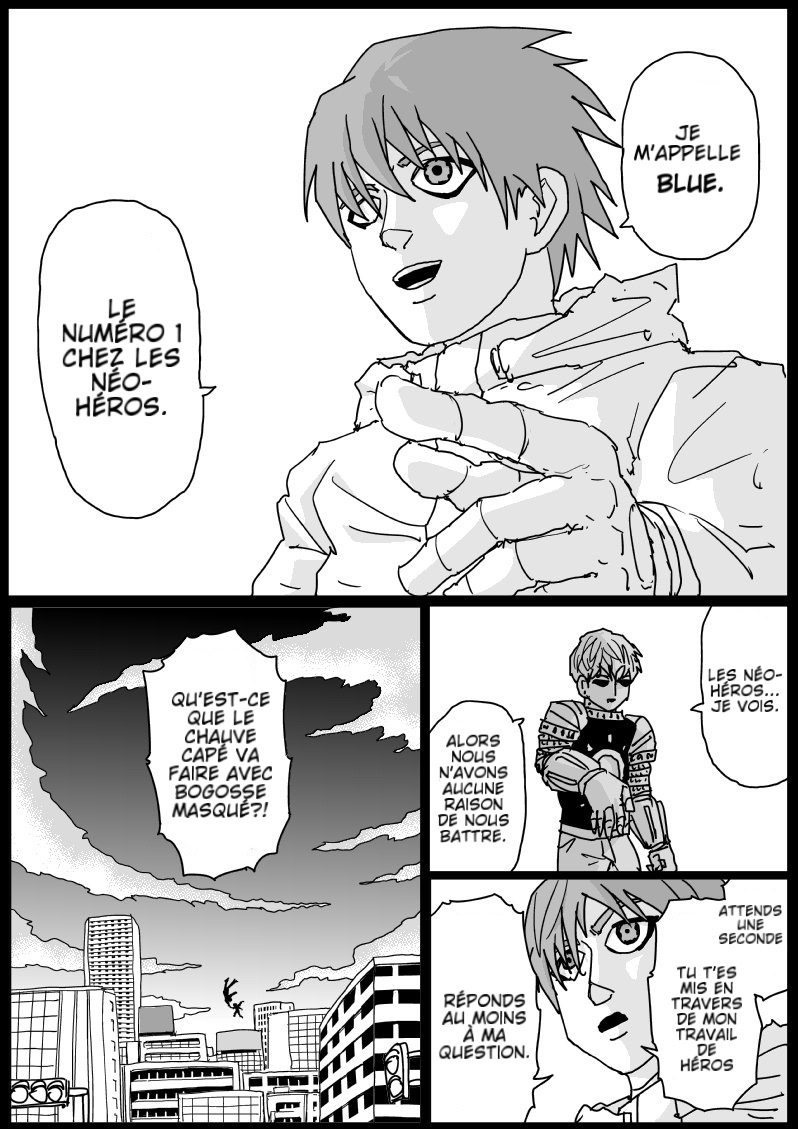 JE
M'APPELLE
BLUE.
LE
NUMÉRO 1
CHEZ LES
NÉO-
HÉROS.
LES NÉO-
HÉROS...
JE VOIS.
ALORS
NOUS
N'AVONS
AUCUNE
RAISON
DE NOUS
BATTRE.
ATTENDS
UNE
SECONDE
TU T'ES
MIS EN
TRAVERS
DE MON
TRAVAIL
DE
HÉROS
RÉPONDS
AU MOINS
À MA
QUESTION.
QU'EST-CE
QUE LE
CHAUVE
CAPÉ VA
FAIRE AVEC
BOGOSSE
MASQUÉ?!